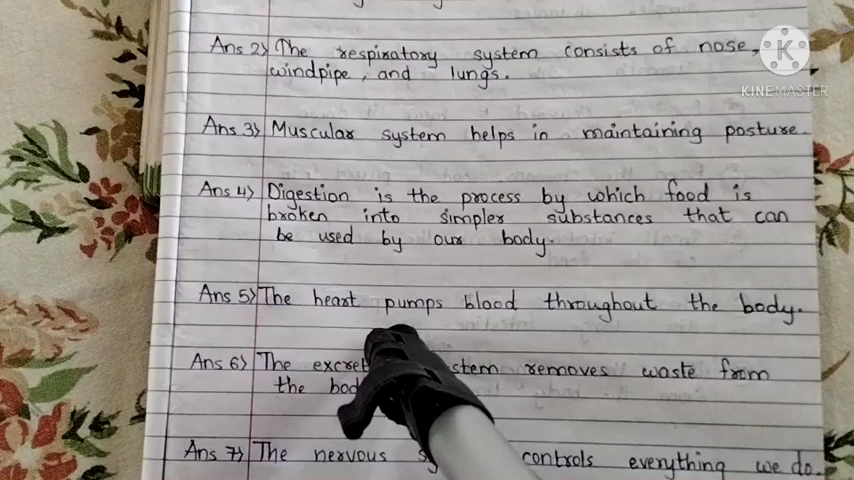 Ans 2) The respiratory system consists of nose,
windpipe, and lungs.
KINEMASTER
Ans 3) Muscular system helps in maintaining posture.
Ans 4) Digestion is the process by which food is
broken into simpler substances that can
be used by our body.
Ans 5) The heart pumps blood throughout the body.
Ans 6) The removes waste from
the
Ans 7) The nervous controls everything we do.